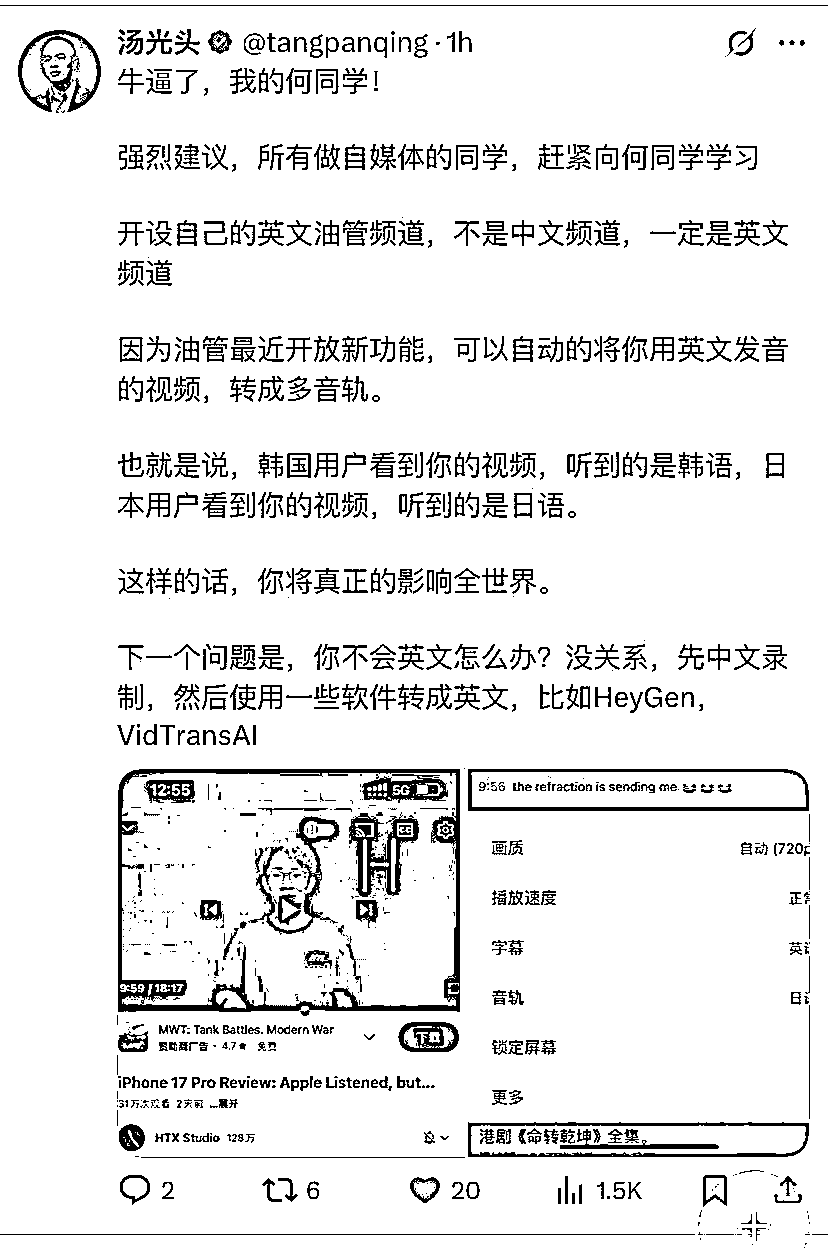 汤光头 @tangpanqing · 1h
牛逼了，我的何同学！
强烈建议，所有做自媒体的同学，赶紧向何同学学习
开设自己的英文油管频道，不是中文频道，一定是英文
频道
因为油管最近开放新功能，可以自动的将你用英文发音
的视频，转成多音轨。
也就是说，韩国用户看到你的视频，听到的是韩语，日
本用户看到你的视频，听到的是日语。
这样的话，你将真正的影响全世界。
下一个问题是，你不会英文怎么办？没关系，先中文录
制，然后使用一些软件转成英文，比如HeyGen，
VidTransAI
12:55
5G
H
9:59 / 18:17
MWT: Tank Battles. Modern War
赞助商广告 · 4.7★ 免费
下载
iPhone 17 Pro Review: Apple Listened, but...
31万次观看 2天前 ...展开
HTX Studio 128万
9:56 the refraction is sending me
画质
自动 (720p
播放速度
正常
字幕
英语
音轨
日语
锁定屏幕
更多
港剧《命转乾坤》全集。
2
6
20
1.5K